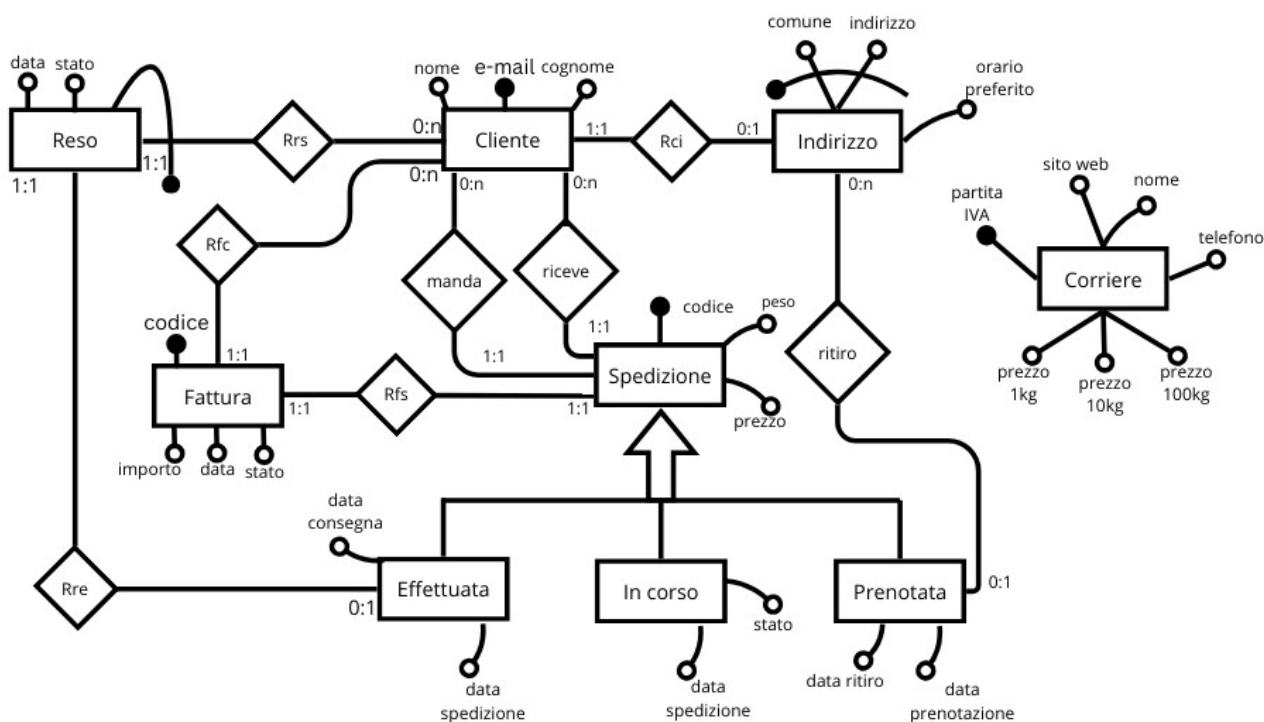 comune
indirizzo
data
stato
nome
e-mail
cognome
orario
preferito
Reso
Rrs
0:n
Cliente
1:1
Rci
0:1
Indirizzo
1:1
1:1
0:n
0:n
0:n
0:n
sito web
nome
partita
IVA
telefono
Rfc
manda
riceve
Corriere
codice
peso
codice
1:1
1:1
1:1
ritiro
prezzo
1kg
prezzo
10kg
prezzo
100kg
Fattura
1:1
Rfs
1:1
Spedizione
prezzo
importo
data
stato
data
consegna
Rre
0:1
Effettuata
In corso
Prenotata
0:1
stato
data
spedizione
data
spedizione
data ritiro
data
prenotazione